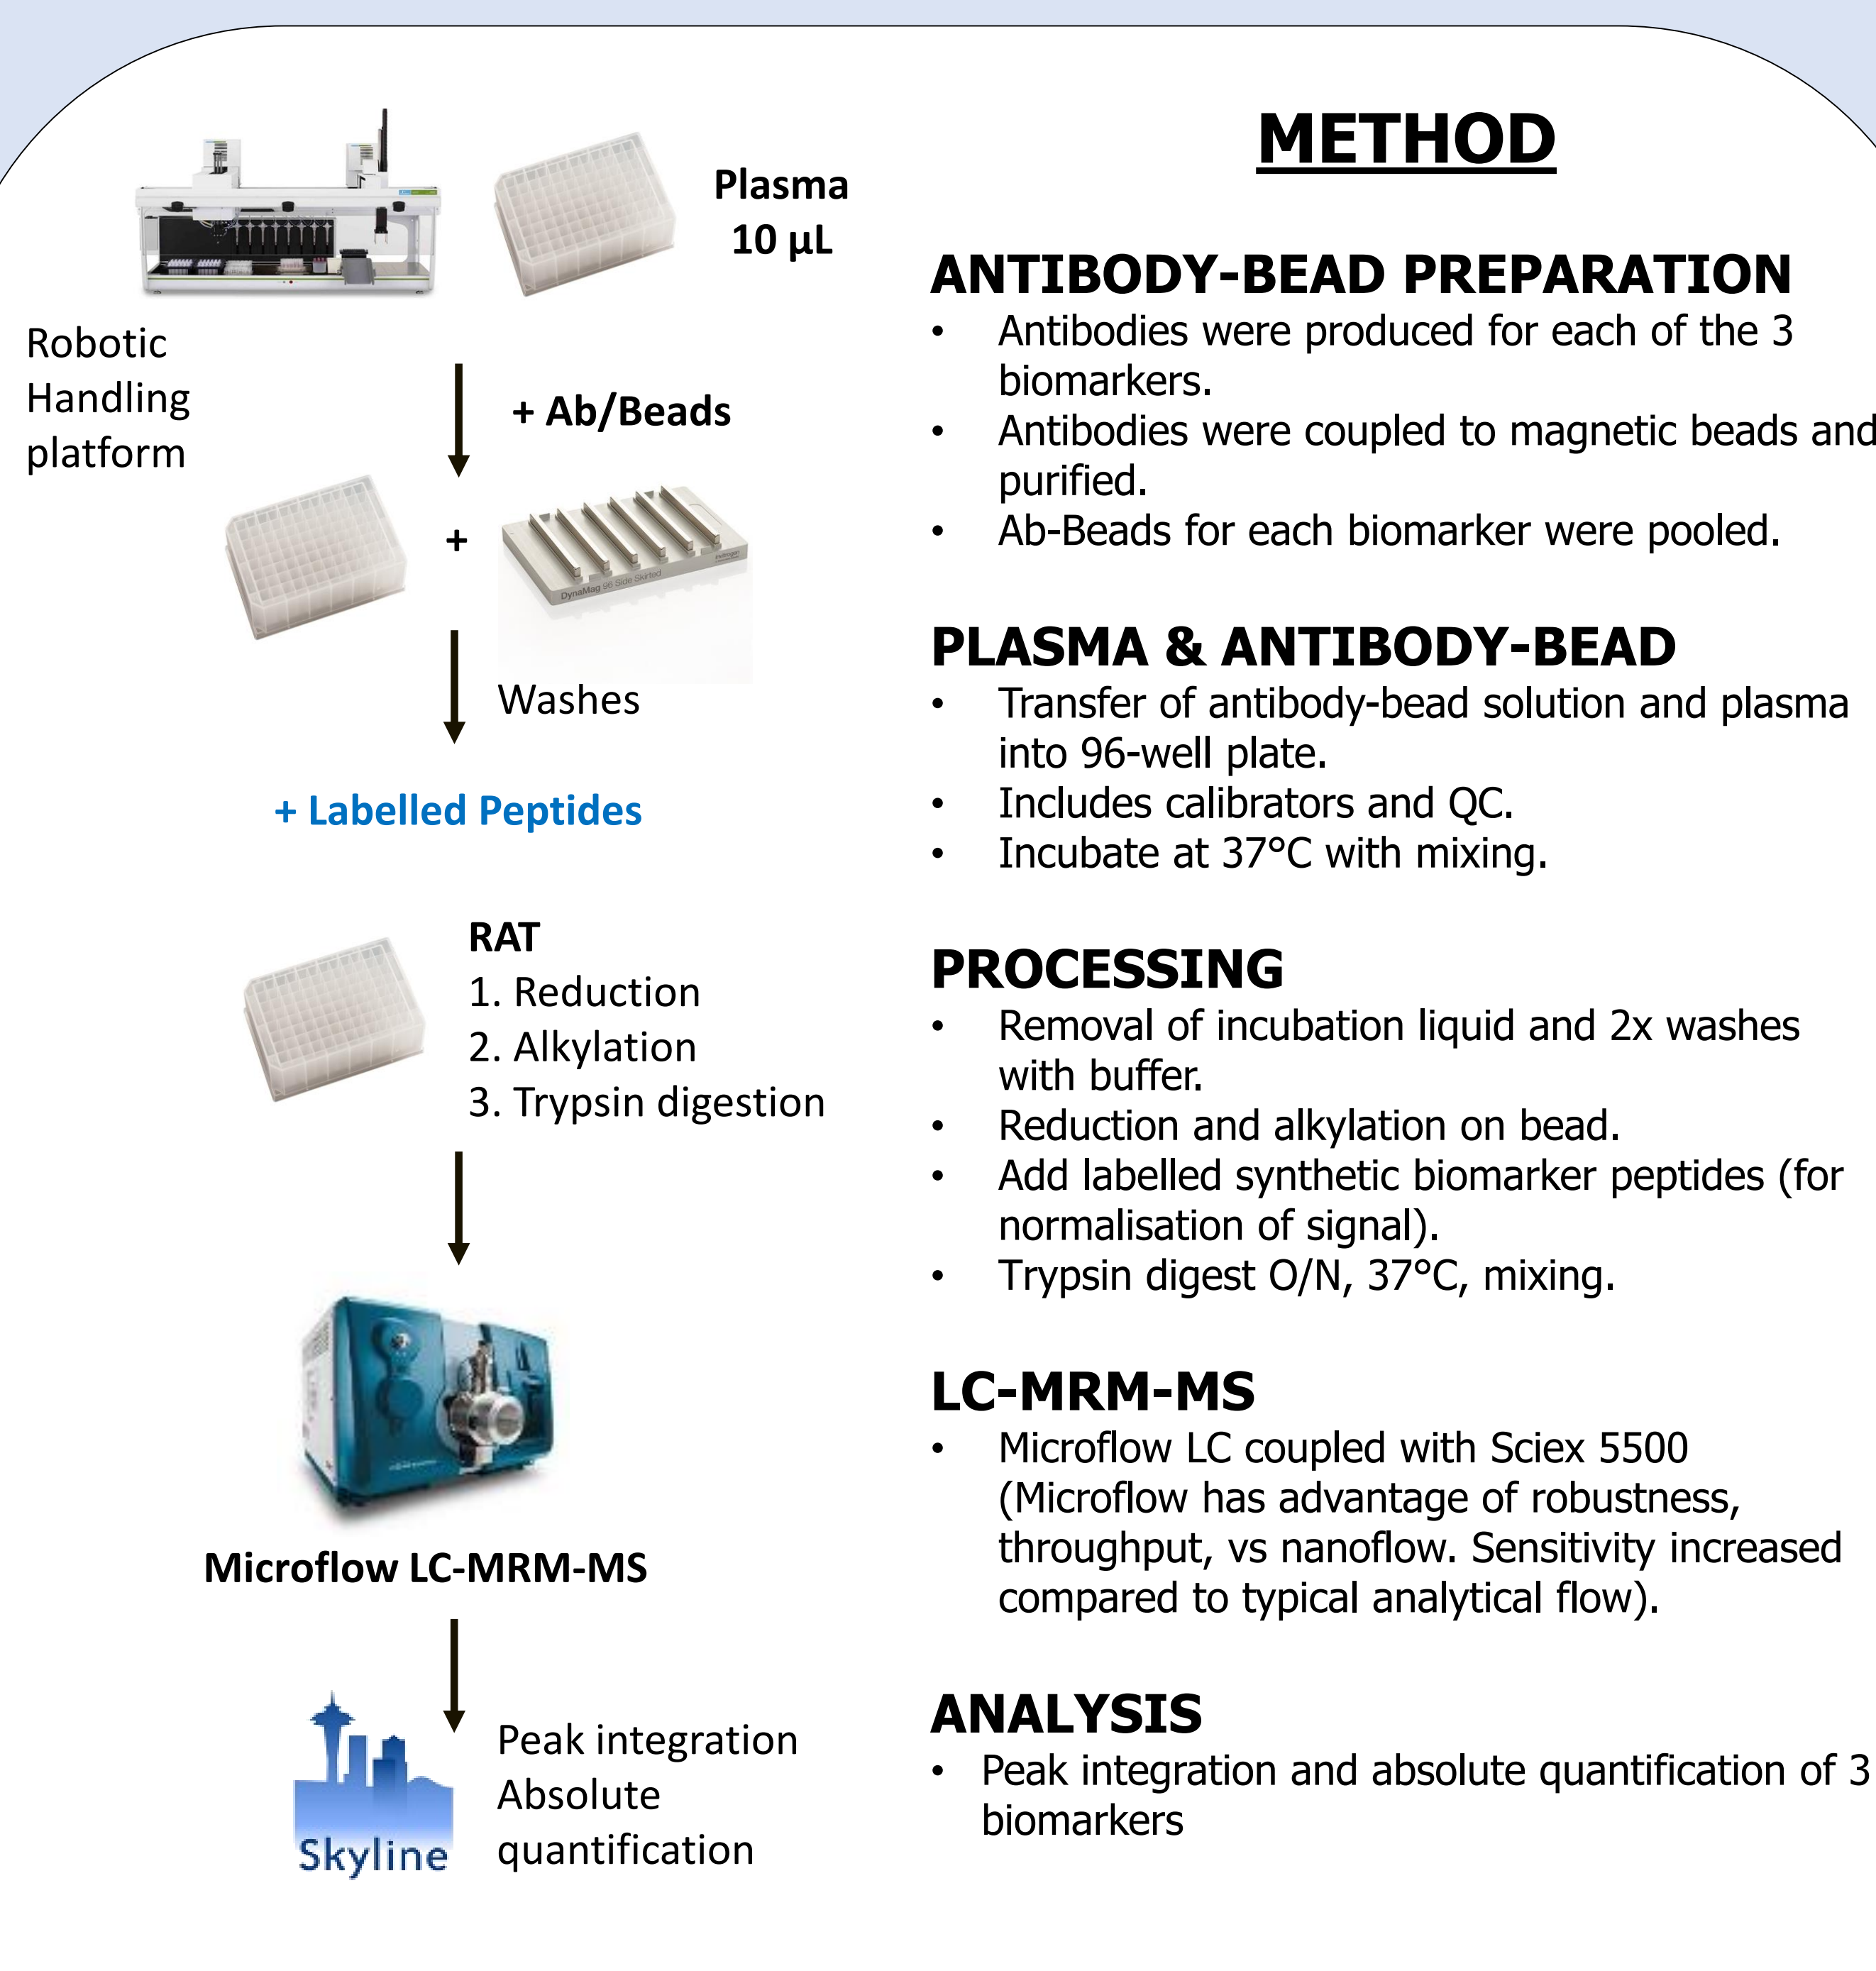 Plasma
10 µL
Robotic
Handling
platform
+ Ab/Beads
+
DynaMag 96 Side Skirted
invitrogen
Washes
+ Labelled Peptides
RAT
1. Reduction
2. Alkylation
3. Trypsin digestion
Microflow LC-MRM-MS
Skyline
Peak integration
Absolute
quantification
METHOD
ANTIBODY-BEAD PREPARATION
• Antibodies were produced for each of the 3
biomarkers.
• Antibodies were coupled to magnetic beads and
purified.
• Ab-Beads for each biomarker were pooled.
PLASMA & ANTIBODY-BEAD
• Transfer of antibody-bead solution and plasma
into 96-well plate.
• Includes calibrators and QC.
• Incubate at 37°C with mixing.
PROCESSING
• Removal of incubation liquid and 2x washes
with buffer.
• Reduction and alkylation on bead.
• Add labelled synthetic biomarker peptides (for
normalisation of signal).
• Trypsin digest O/N, 37°C, mixing.
LC-MRM-MS
• Microflow LC coupled with Sciex 5500
(Microflow has advantage of robustness,
throughput, vs nanoflow. Sensitivity increased
compared to typical analytical flow).
ANALYSIS
• Peak integration and absolute quantification of 3
biomarkers